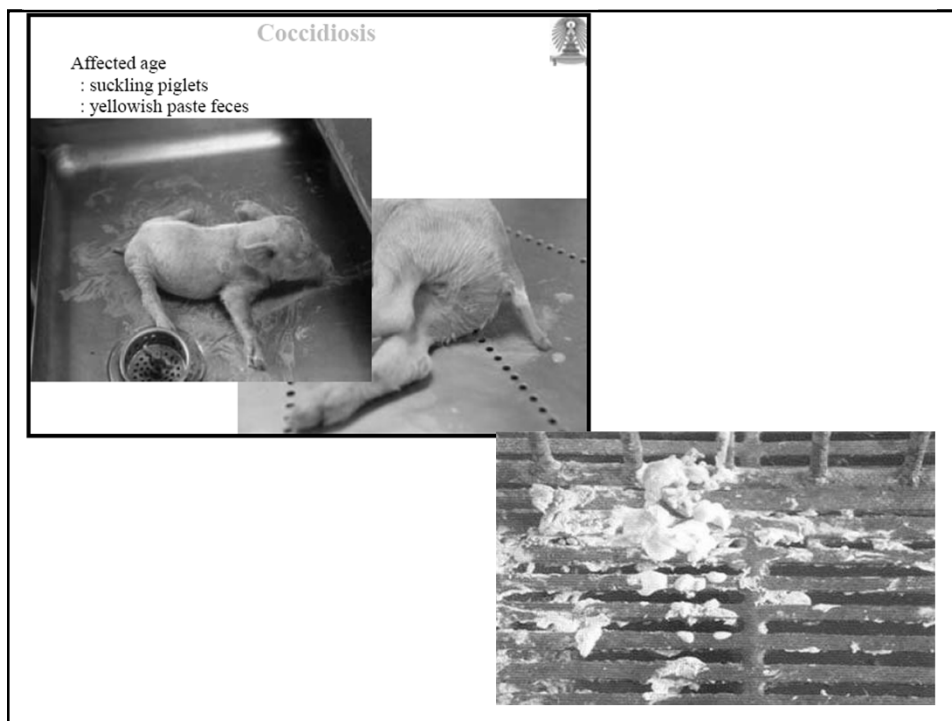 Coccidiosis
Affected age
: suckling piglets
: yellowish paste feces